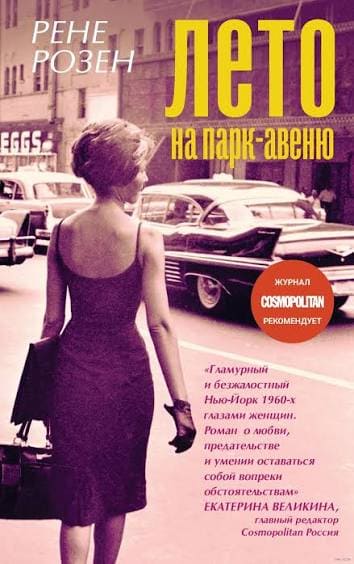 РЕНЕ
РОЗЕН
ЛЕТО
на парк-авеню
EGGS.
ЖУРНАЛ
COSMOPOLITAN
РЕКОМЕНДУЕТ
«Гламурный
и безжалостный
Нью-Йорк 1960-х
глазами женщин.
Роман о любви,
предательстве
и умении оставаться
собой вопреки
обстоятельствам»
ЕКАТЕРИНА ВЕЛИКИНА,
главный редактор
Cosmopolitan Россия